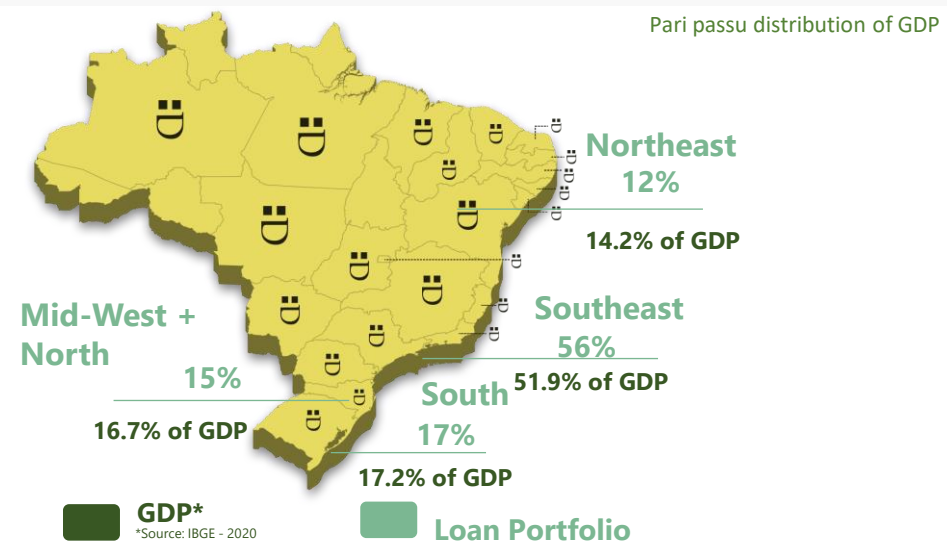 Pari passu distribution of GDP
Northeast
12%
14.2% of GDP
Southeast
56%
51.9% of GDP
Mid-West +
North
15%
16.7% of GDP
South
17%
17.2% of GDP
GDP*
*Source: IBGE - 2020
Loan Portfolio